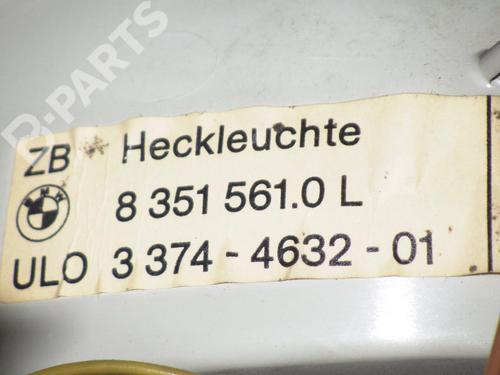 B-PARTS
ZB Heckleuchte
8 351 561.0 L
ULO 3 374 - 4632 - 01